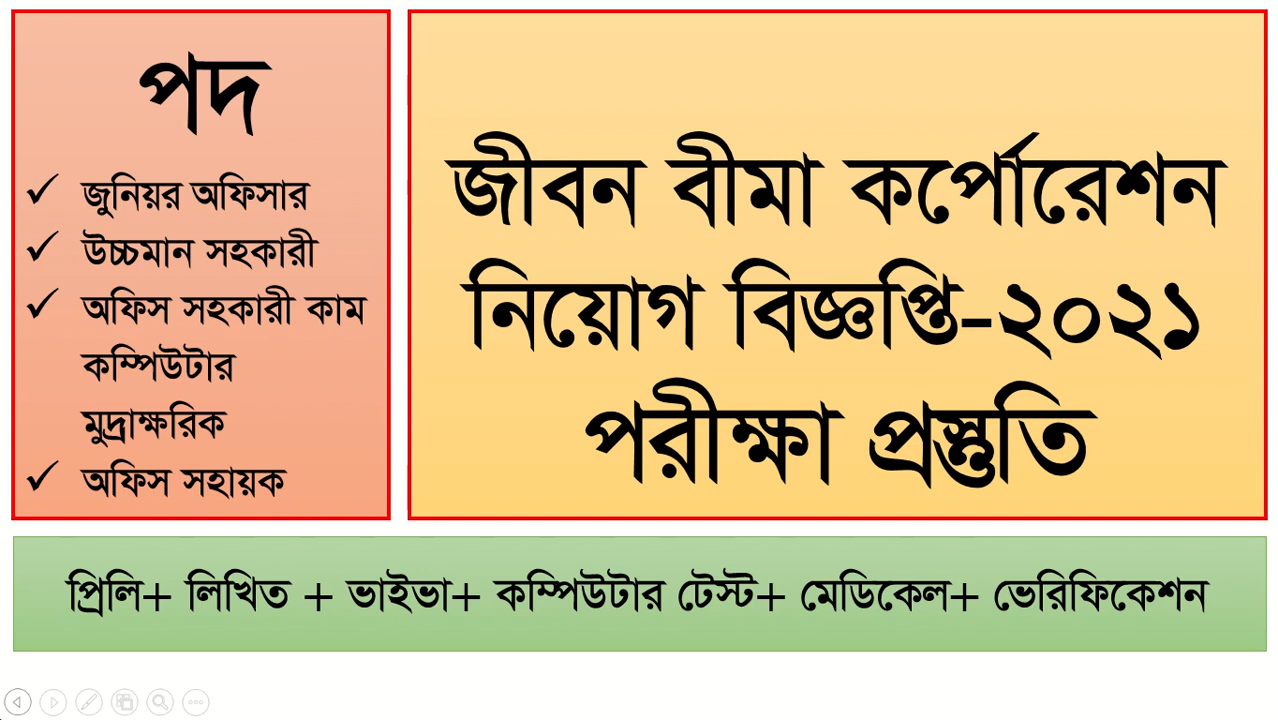 পদ
✓ জুনিয়র অফিসার
✓ উচ্চমান সহকারী
✓ অফিস সহকারী কাম
কম্পিউটার
মুদ্রাক্ষরিক
✓ অফিস সহায়ক
জীবন বীমা কর্পোরেশন
নিয়োগ বিজ্ঞপ্তি-২০২১
পরীক্ষা প্রস্তুতি
প্রিলি+ লিখিত + ভাইভা+ কম্পিউটার টেস্ট+ মেডিকেল+ ভেরিফিকেশন